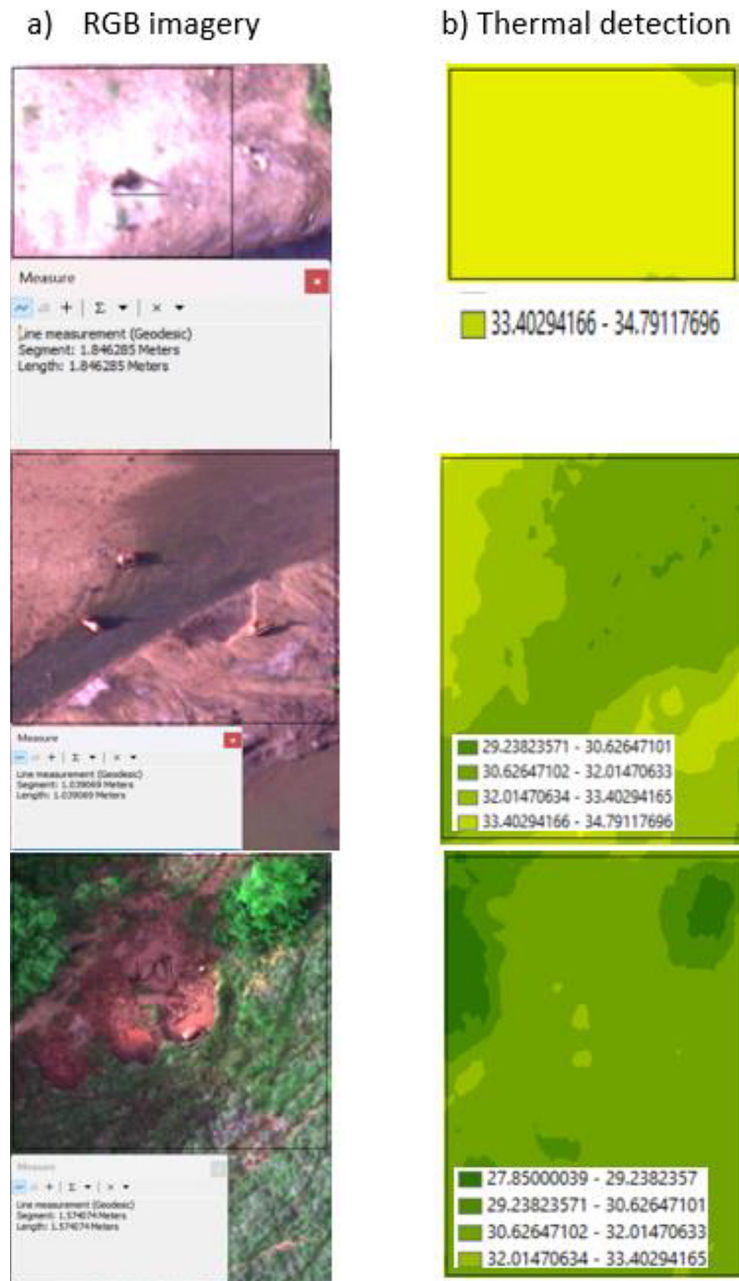 a) RGB imagery
b) Thermal detection
Measure
Line measurement (Geodesic)
Segment: 1.846285 Meters
Length: 1.846285 Meters
33.40294166 - 34.79117696
Measure
Line measurement (Geodesic)
Segment: 1.039069 Meters
Length: 1.039069 Meters
29.23823571 - 30.62647101
30.62647102 - 32.01470633
32.01470634 - 33.40294165
33.40294166 - 34.79117696
Measure
Line measurement (Geodesic)
Segment: 1.574074 Meters
Length: 1.574074 Meters
27.85000039 - 29.2382357
29.23823571 - 30.62647101
30.62647102 - 32.01470633
32.01470634 - 33.40294165